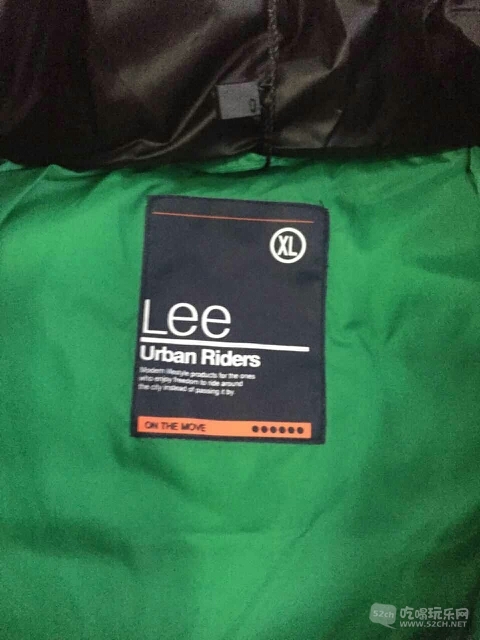 XL
Lee
Urban Riders
Modern lifestyle products for the ones
who enjoy freedom to ride around
the city instead of passing it by
ON THE MOVE
52ch 吃喝玩乐网
WWW.52CH.NET